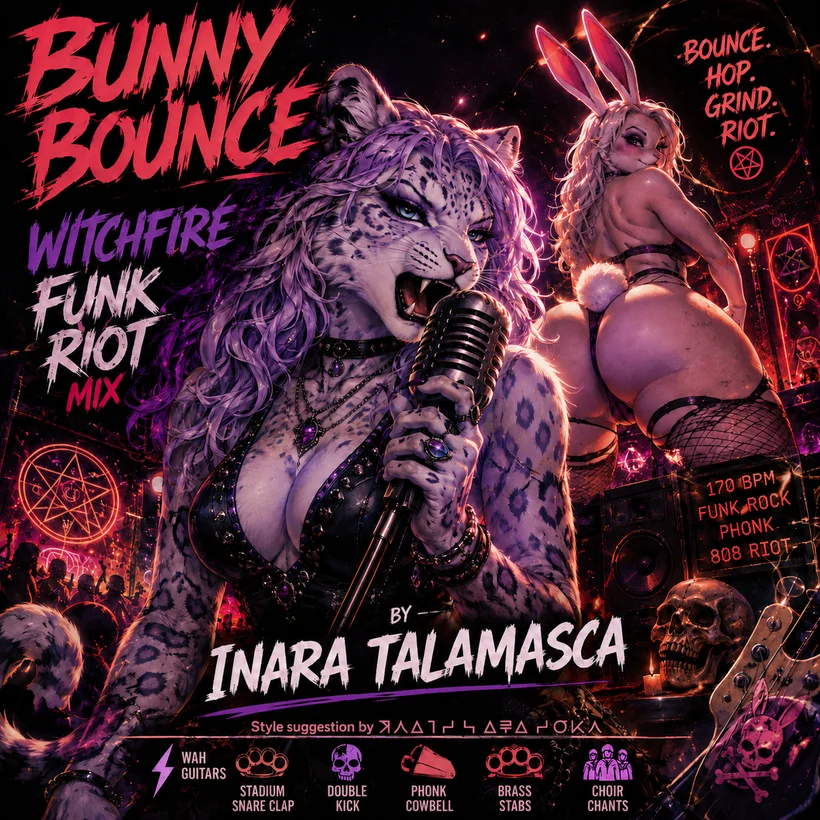 BUNNY
BOUNCE
WITCHFIRE
FUNK
RIOT
MIX
BOUNCE.
HOP.
GRIND.
RIOT.
170 BPM
FUNK ROCK
PHONK
808 RIOT
BY
INARA TALAMASCA
Style suggestion by
WAH
GUITARS
STADIUM
SNARE CLAP
DOUBLE
KICK
PHONK
COWBELL
BRASS
STABS
CHOIR
CHANTS